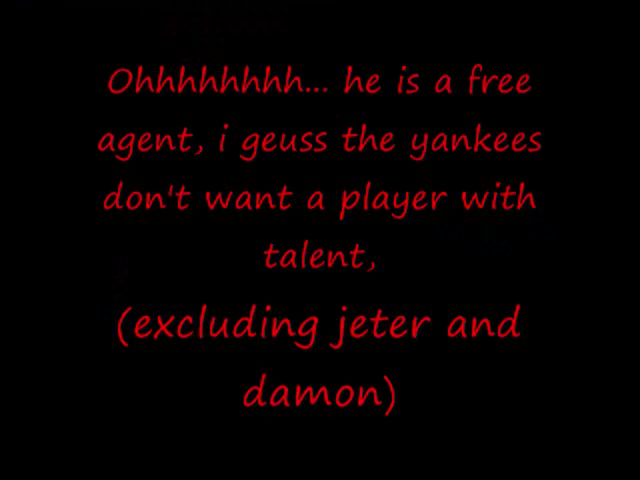 Ohhhhhhhh... he is a free
agent, i geuss the yankees
don't want a player with
talent,
(excluding jeter and
damon)